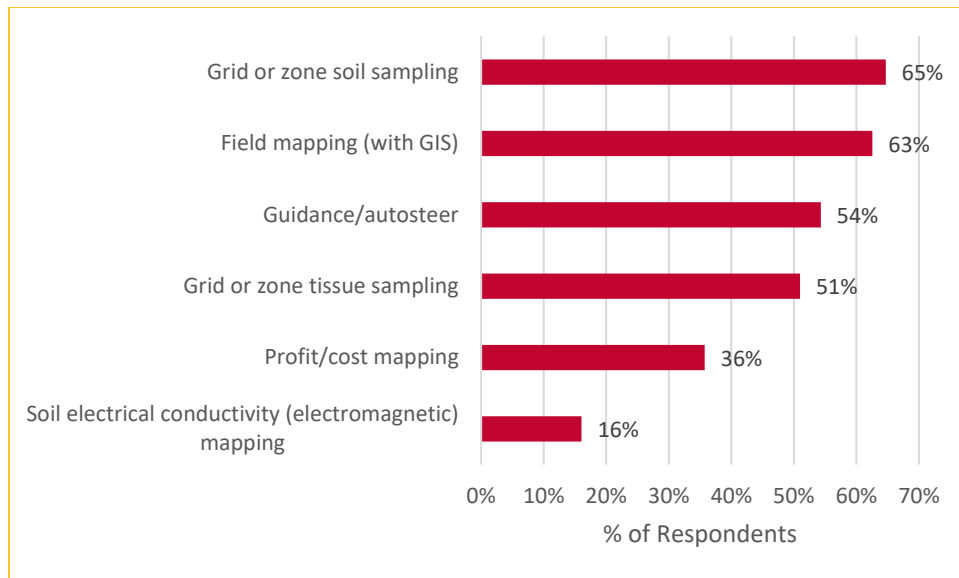 Grid or zone soil sampling
65%
Field mapping (with GIS)
63%
Guidance/autosteer
54%
Grid or zone tissue sampling
51%
Profit/cost mapping
36%
Soil electrical conductivity (electromagnetic)
mapping
16%
0% 10% 20% 30% 40% 50% 60% 70%
% of Respondents